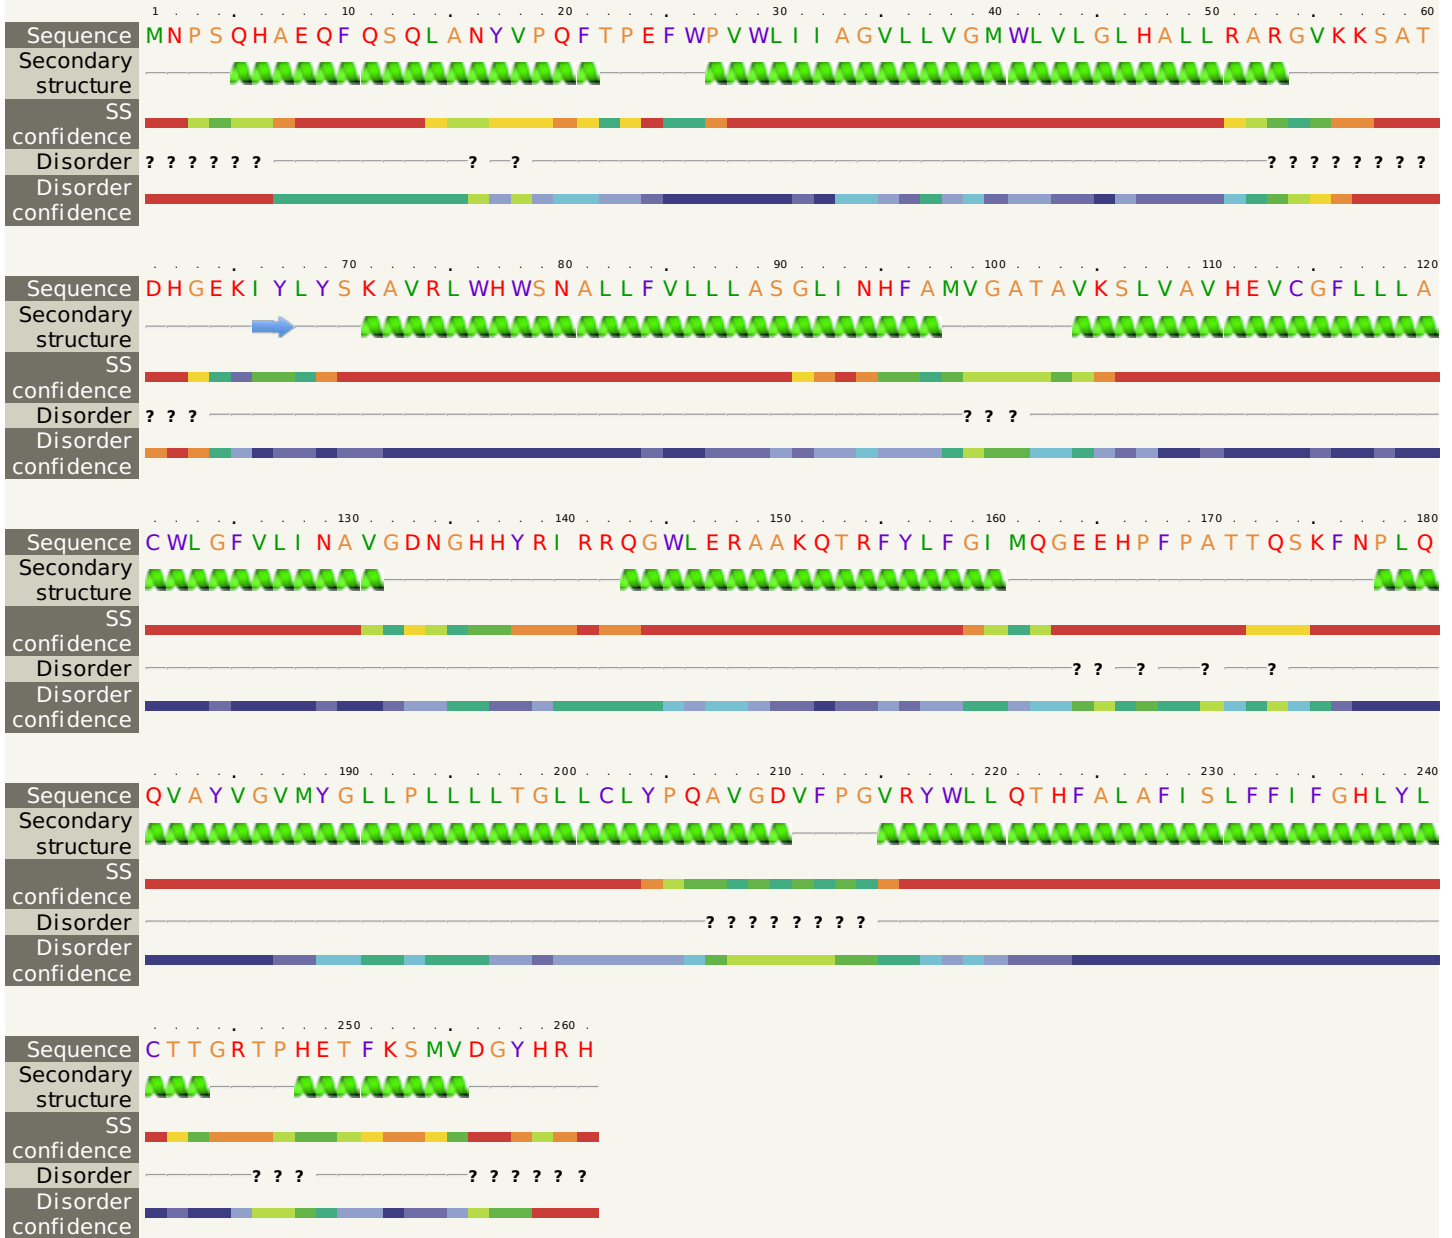 1 . . . . 10 . . . . 20 . . . . 30 . . . . 40 . . . . 50 . . . . 60
Sequence M N P S Q H A E Q F Q S Q L A N Y V P Q F T P E F W P V W L I I A G V L L V G M W L V L G L H A L L R A R G V K K S A T
Secondary
structure
SS
confidence
Disorder ? ? ? ? ? ? ? ? ? ? ? ? ? ? ? ?
Disorder
confidence
. . . . . 70 . . . . 80 . . . . 90 . . . . 100 . . . . 110 . . . . 120
Sequence D H G E K I Y L Y S K A V R L W H W S N A L L F V L L L A S G L I N H F A M V G A T A V K S L V A V H E V C G F L L L A
Secondary
structure
SS
confidence
Disorder ? ? ? ? ? ?
Disorder
confidence
. . . . . 130 . . . . 140 . . . . 150 . . . . 160 . . . . 170 . . . . 180
Sequence C W L G F V L I N A V G D N G H H Y R I R R Q G W L E R A A K Q T R F Y L F G I M Q G E E H P F P A T T Q S K F N P L Q
Secondary
structure
SS
confidence
Disorder ? ? ? ? ?
Disorder
confidence
. . . . . 190 . . . . 200 . . . . 210 . . . . 220 . . . . 230 . . . . 240
Sequence Q V A Y V G V M Y G L L P L L L L T G L L C L Y P Q A V G D V F P G V R Y W L L Q T H F A L A F I S L F F I F G H L Y L
Secondary
structure
SS
confidence
Disorder ? ? ? ? ? ? ? ?
Disorder
confidence
. . . . . 250 . . . . 260 .
Sequence C T T G R T P H E T F K S M V D G Y H R H
Secondary
structure
SS
confidence
Disorder ? ? ? ? ? ? ? ? ?
Disorder
confidence